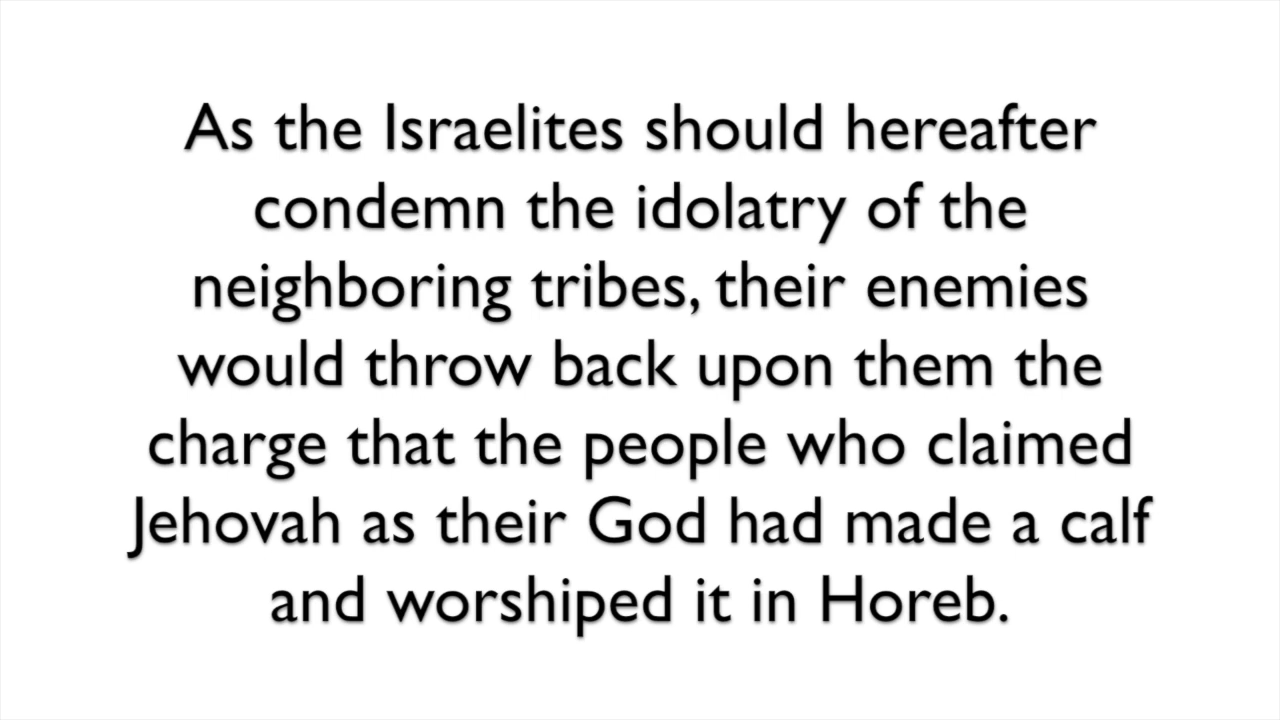 As the Israelites should hereafter
condemn the idolatry of the
neighboring tribes, their enemies
would throw back upon them the
charge that the people who claimed
Jehovah as their God had made a calf
and worshiped it in Horeb.